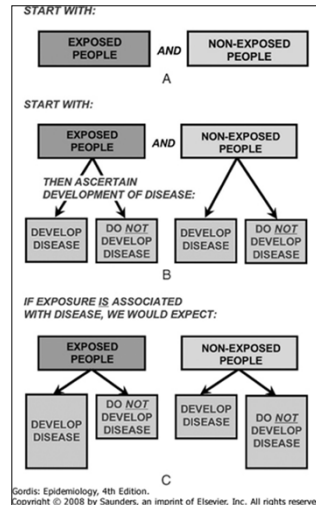 START WITH:
EXPOSED
PEOPLE
AND
NON-EXPOSED
PEOPLE
A
START WITH:
EXPOSED
PEOPLE
AND
NON-EXPOSED
PEOPLE
THEN ASCERTAIN
DEVELOPMENT OF DISEASE:
DEVELOP
DISEASE
DO NOT
DEVELOP
DISEASE
DEVELOP
DISEASE
DO NOT
DEVELOP
DISEASE
B
IF EXPOSURE IS ASSOCIATED
WITH DISEASE, WE WOULD EXPECT:
EXPOSED
PEOPLE
NON-EXPOSED
PEOPLE
DEVELOP
DISEASE
DO NOT
DEVELOP
DISEASE
DEVELOP
DISEASE
DO NOT
DEVELOP
DISEASE
C
Gordis: Epidemiology, 4th Edition.
Copyright © 2008 by Saunders, an imprint of Elsevier, Inc. All rights reserve